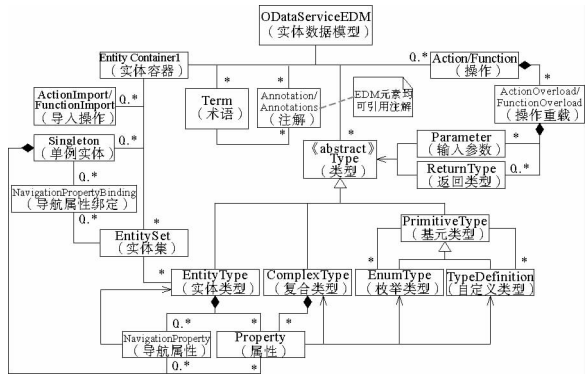 ODataServiceEDM
（实体数据模型）
Entity Container1
（实体容器）
0..*
Action/Function
（操作）
ActionImport/
FunctionImport
（导入操作）
0..*
*
Term
（术语）
*
*
Annotation/
Annotations
（注解）
*
EDM元素均
可引用注解
*
ActionOverload/
FunctionOverload
（操作重载）
0..*
Singleton
（单例实体）
0..*
0..*
《abstract》
Type
（类型）
*
Parameter
（输入参数）
*
ReturnType
（返回类型）
0..*
NavigationPropertyBinding
（导航属性绑定）
0..*
EntitySet
（实体集）
*
*
PrimitiveType
（基元类型）
EntityType
（实体类型）
ComplexType
（复合类型）
*
EnumType
（枚举类型）
*
TypeDefinition
（自定义类型）
NavigationProperty
（导航属性）
0..*
*
*
Property
（属性）
0..*
*